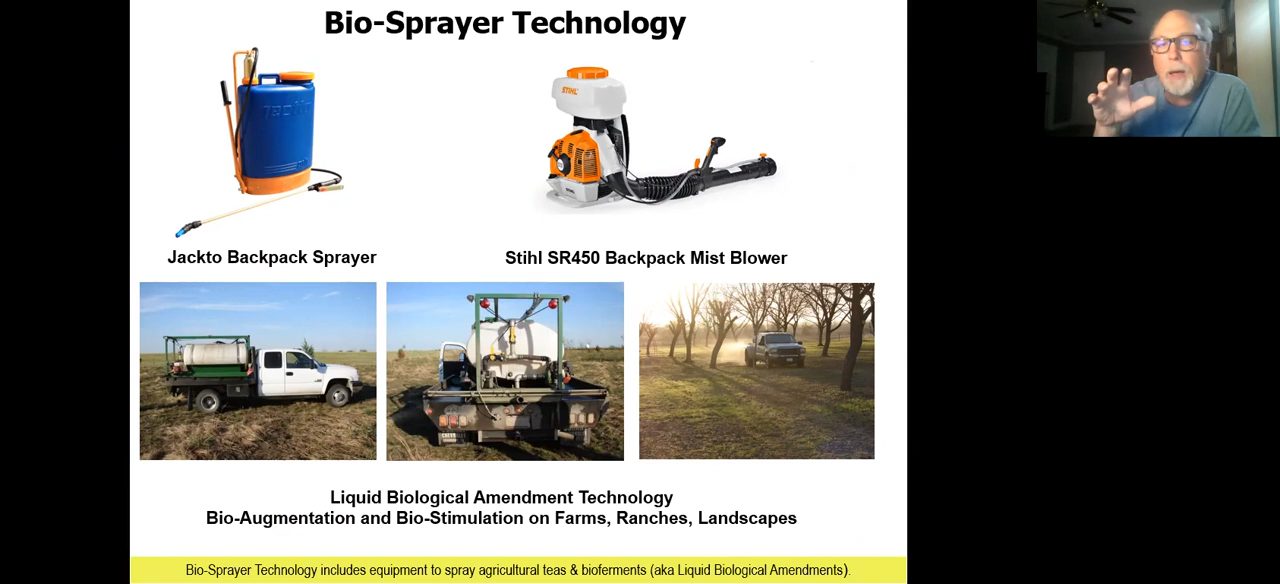 Bio-Sprayer Technology
STIHL
Jackto Backpack Sprayer
Stihl SR450 Backpack Mist Blower
Liquid Biological Amendment Technology
Bio-Augmentation and Bio-Stimulation on Farms, Ranches, Landscapes
Bio-Sprayer Technology includes equipment to spray agricultural teas & bioferments (aka Liquid Biological Amendments).